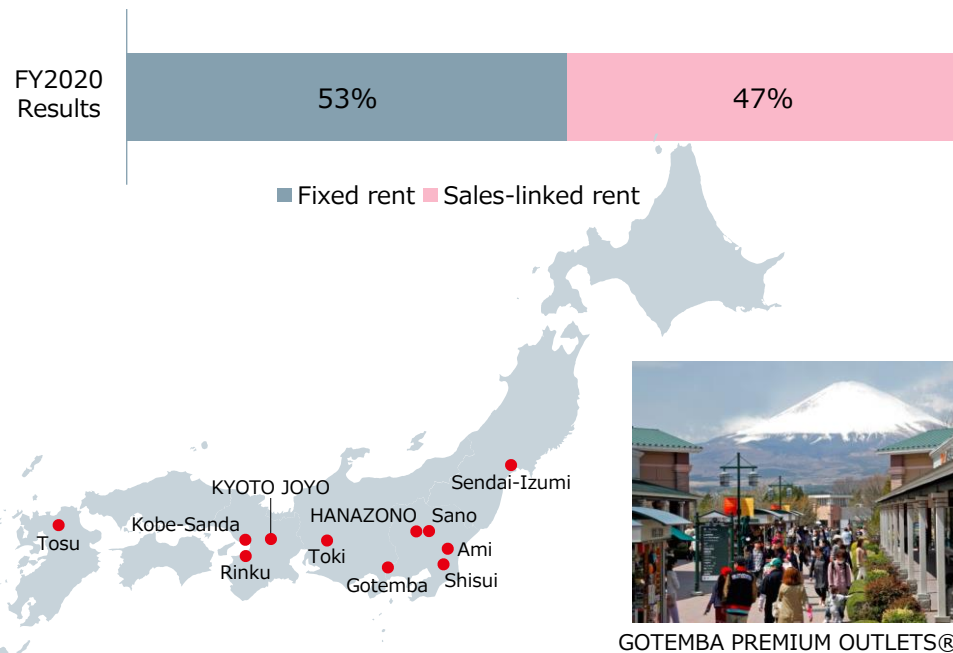 FY2020
Results
53%
47%
Fixed rent
Sales-linked rent
Sendai-Izumi
KYOTO JOYO
HANAZONO
Sano
Kobe-Sanda
Tosu
Toki
Ami
Rinku
Gotemba
Shisui
GOTEMBA PREMIUM OUTLETS®